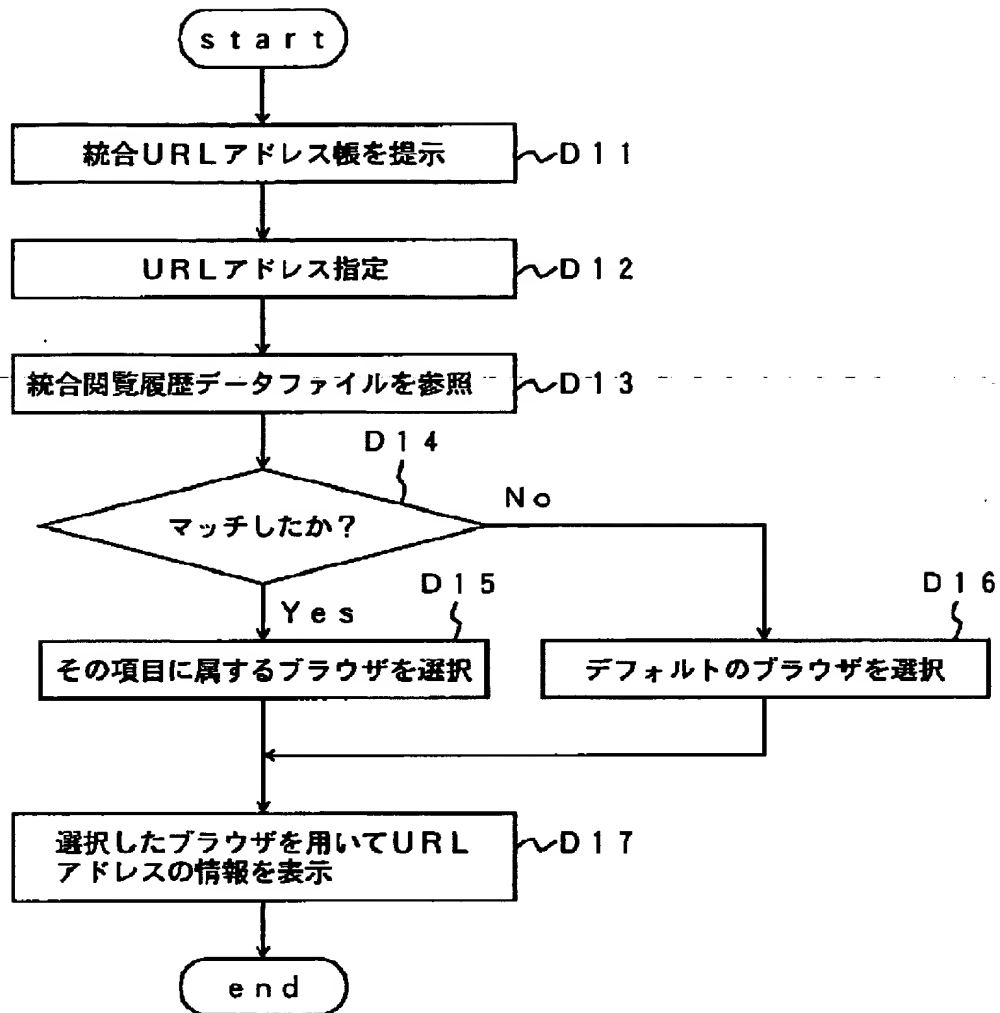 start
統合URLアドレス帳を提示
D11
URLアドレス指定
D12
統合閲覧履歴データファイルを参照
D13
D14
マッチしたか?
No
Yes
D15
その項目に属するブラウザを選択
D16
デフォルトのブラウザを選択
選択したブラウザを用いてURL
アドレスの情報を表示
D17
end